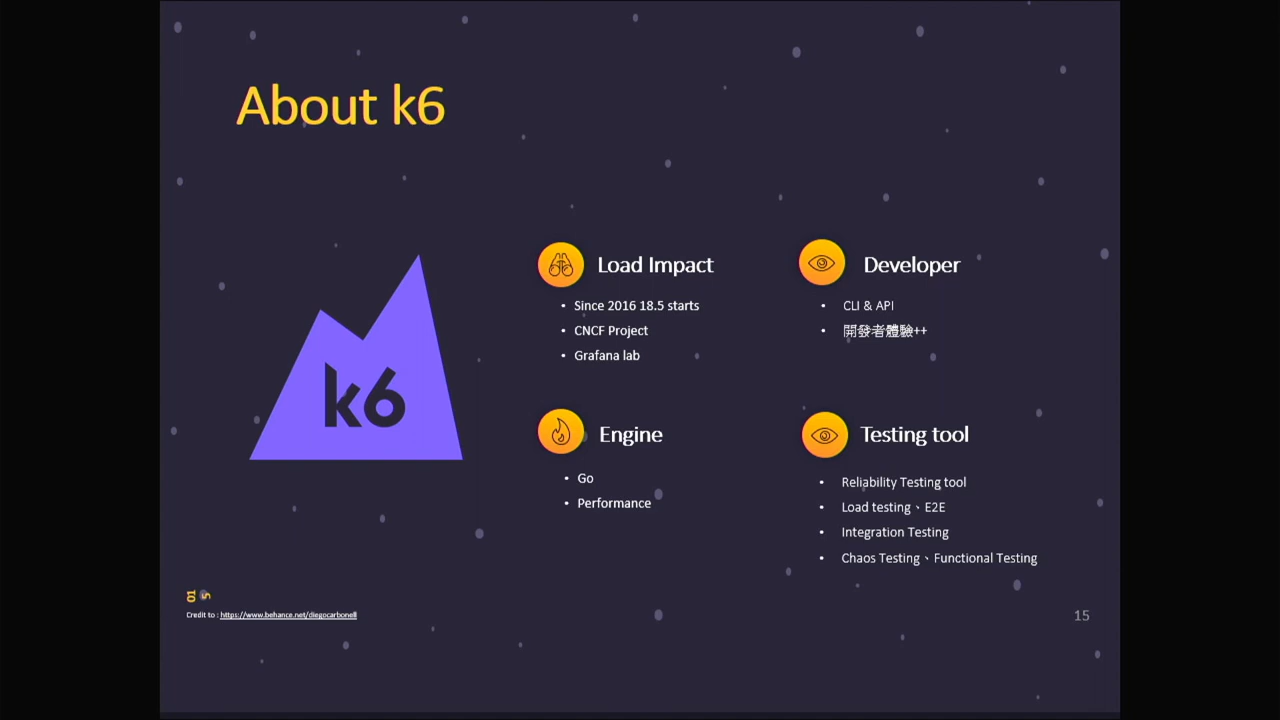 About k6
k6
Load Impact
• Since 2016 18.5 starts
• CNCF Project
• Grafana lab
Developer
• CLI & API
• 開發者體驗++
Engine
• Go
• Performance
Testing tool
• Reliability Testing tool
• Load testing、E2E
• Integration Testing
• Chaos Testing、Functional Testing
01
5
Credit to : https://www.behance.net/diegocarbonell
15